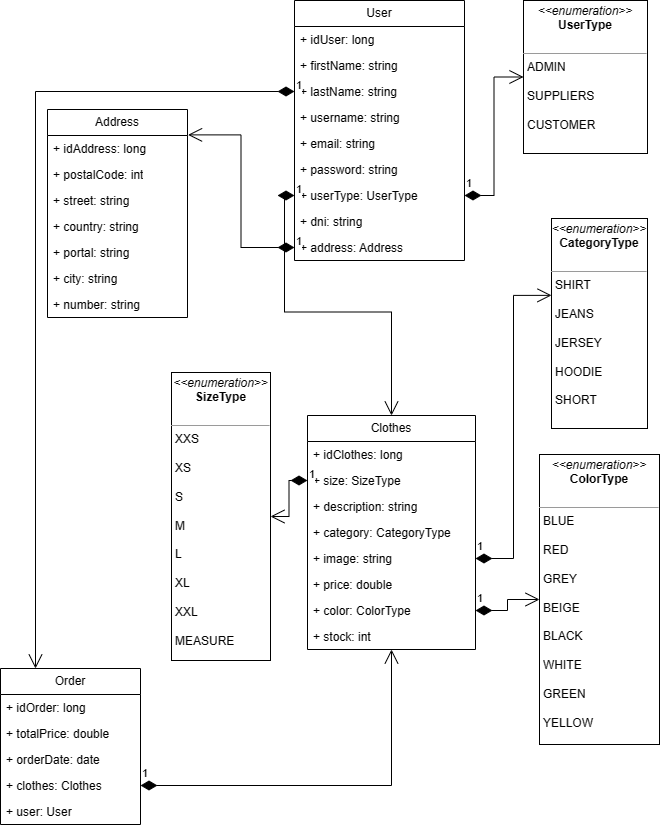 User
+ idUser: long
+ firstName: string
+ lastName: string
+ username: string
+ email: string
+ password: string
+ userType: UserType
+ dni: string
+ address: Address
1
1
1
1
<<enumeration>>
UserType
ADMIN
SUPPLIERS
CUSTOMER
Address
+ idAddress: long
+ postalCode: int
+ street: string
+ country: string
+ portal: string
+ city: string
+ number: string
<<enumeration>>
CategoryType
SHIRT
JEANS
JERSEY
HOODIE
SHORT
<<enumeration>>
SizeType
XXS
XS
S
M
L
XL
XXL
MEASURE
Clothes
+ idClothes: long
+ size: SizeType
+ description: string
+ category: CategoryType
+ image: string
+ price: double
+ color: ColorType
+ stock: int
1
1
1
<<enumeration>>
ColorType
BLUE
RED
GREY
BEIGE
BLACK
WHITE
GREEN
YELLOW
Order
+ idOrder: long
+ totalPrice: double
+ orderDate: date
+ clothes: Clothes
+ user: User
1